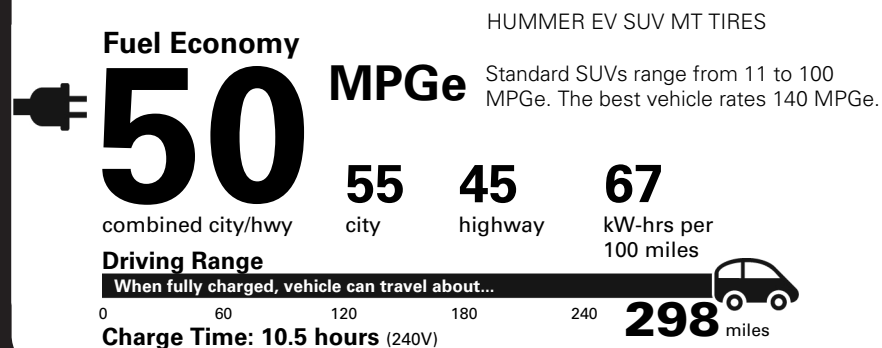 HUMMER EV SUV MT TIRES
Fuel Economy
50
MPGe
Standard SUVs range from 11 to 100
MPGe. The best vehicle rates 140 MPGe.
55
45
67
combined city/hwy
city
highway
kW-hrs per
100 miles
Driving Range
When fully charged, vehicle can travel about...
0 60 120 180 240 298 miles
Charge Time: 10.5 hours (240V)